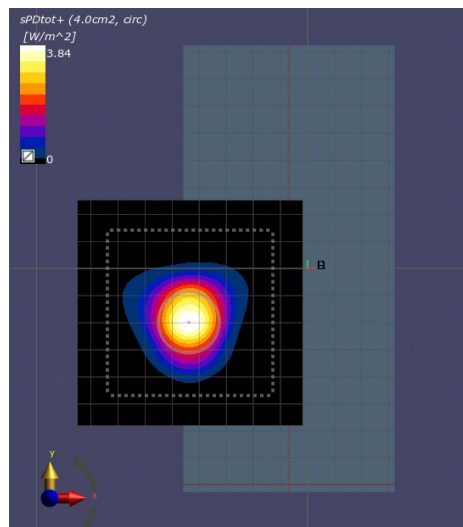 sPDtot+ (4.0cm2, circ)
[W/m^2]
3.84
0
y
x